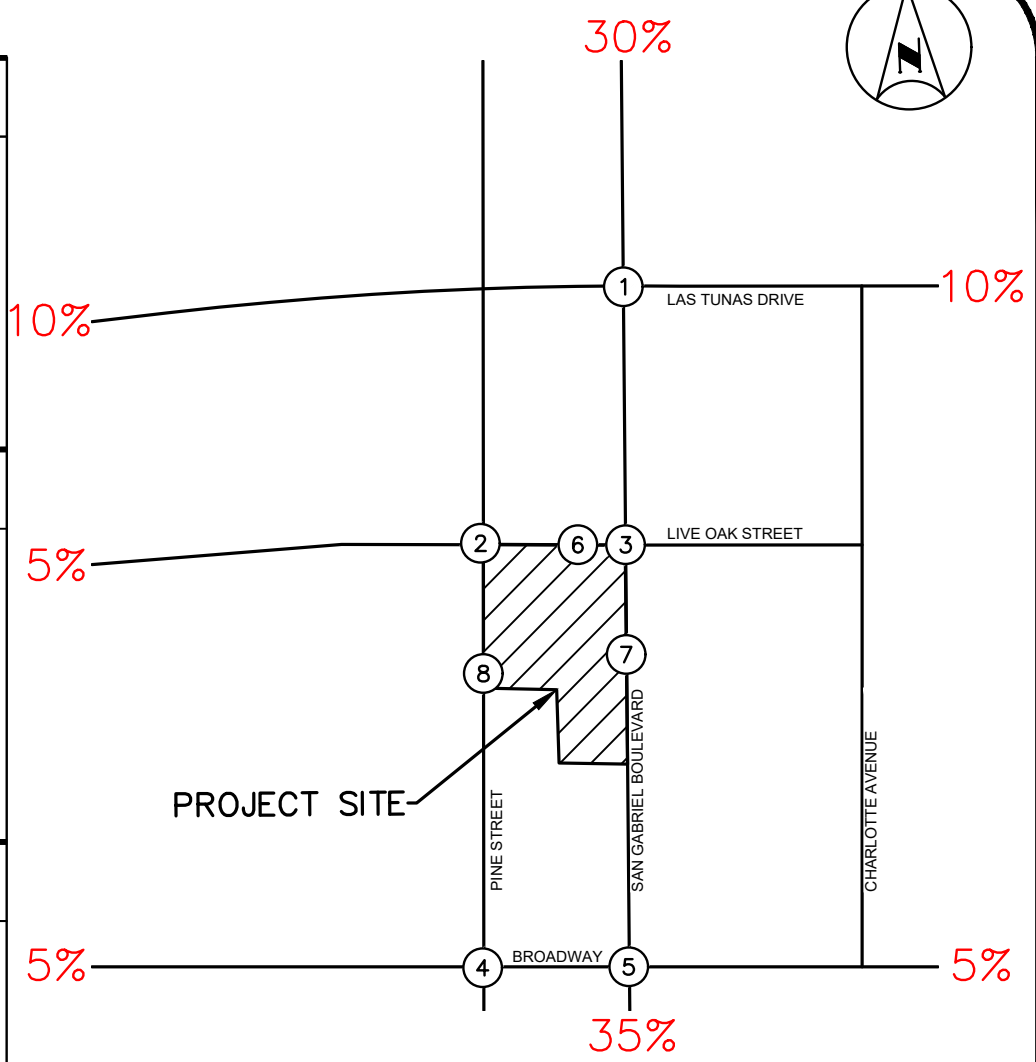 30%
N
1
LAS TUNAS DRIVE
10%
10%
2
6
3
LIVE OAK STREET
5%
7
8
PROJECT SITE
PINE STREET
SAN GABRIEL BOULEVARD
CHARLOTTE AVENUE
5%
4
BROADWAY
5
5%
35%